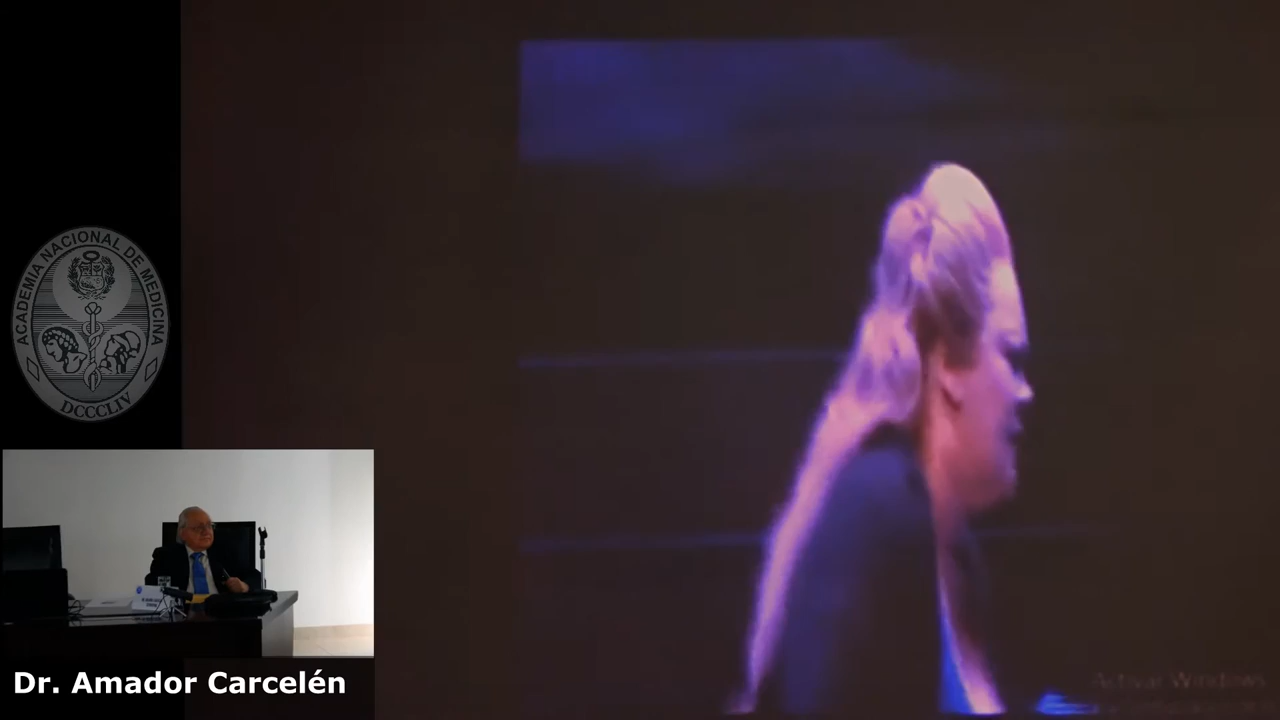 ACADEMIA NACIONAL DE MEDICINA
DCCCLIV
Dr. Amador Carcelén
Activar Windows